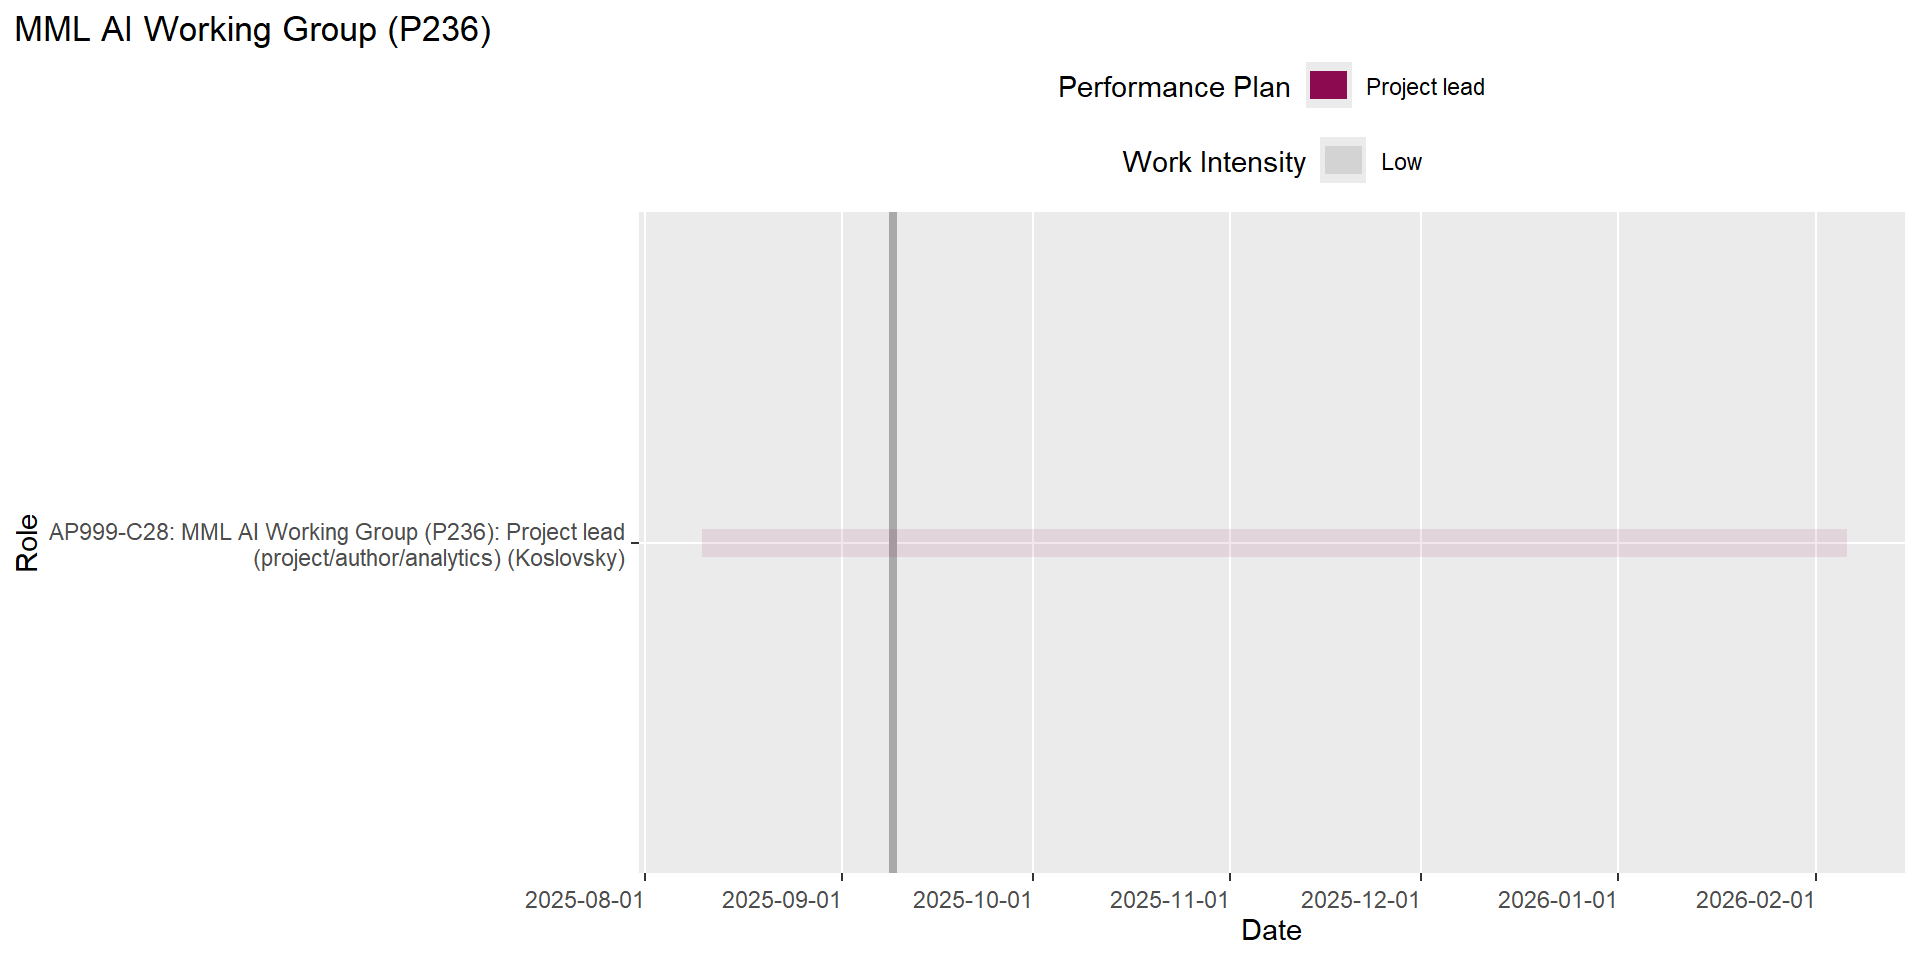 MML AI Working Group (P236)
Performance Plan Project lead
Work Intensity Low
Role
AP999-C28: MML AI Working Group (P236): Project lead
(project/author/analytics) (Koslovsky)
2025-08-01 2025-09-01 2025-10-01 2025-11-01 2025-12-01 2026-01-01 2026-02-01
Date